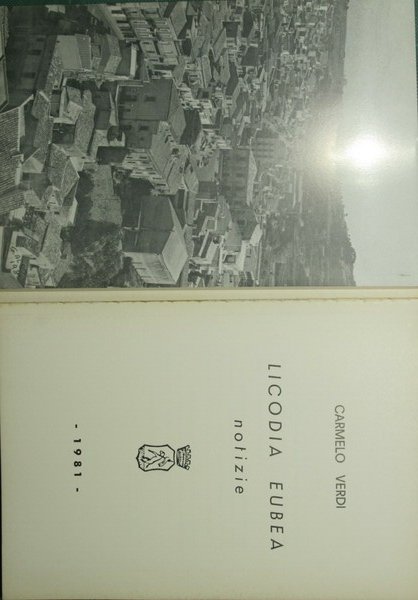 CARMELO VERDI
LICODIA EUBEA
notizie
- 1981 -